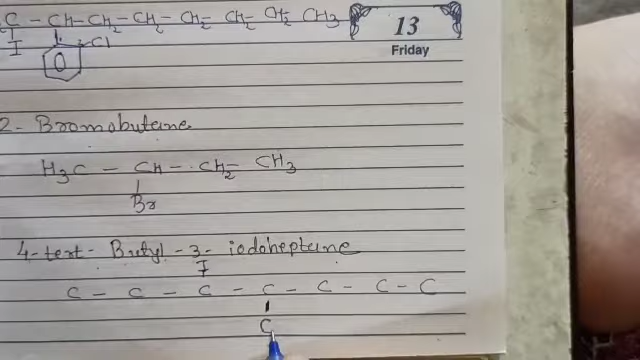 C - CH-CH2-CH2- CH2- CH2 CH2 CH3
I Cl
13
Friday
2- Bromobutane
H3C - CH - CH2- CH3
Br
4-tert- Butyl -3- iodoheptane
I
C - C - C - C - C - C - C
C